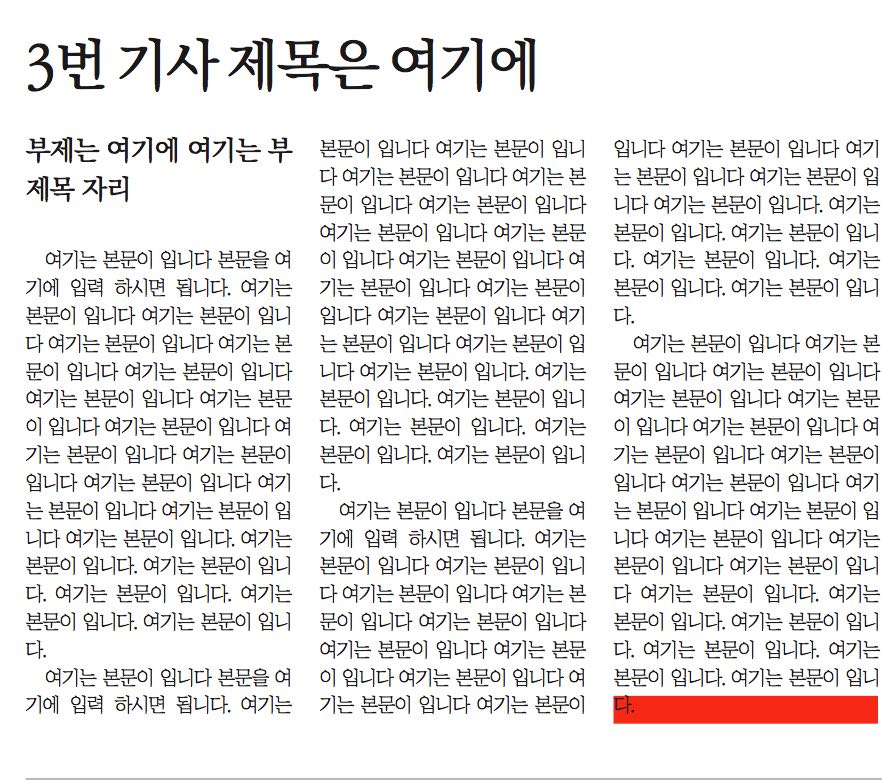 3번 기사 제목은 여기에
부제는 여기에 여기는 부
제목 자리
여기는 본문이 입니다 본문을 여
기에 입력 하시면 됩니다. 여기는
본문이 입니다 여기는 본문이 입니
다 여기는 본문이 입니다 여기는 본
문이 입니다 여기는 본문이 입니다
여기는 본문이 입니다 여기는 본문
이 입니다 여기는 본문이 입니다 여
기는 본문이 입니다 여기는 본문이
입니다 여기는 본문이 입니다 여기
는 본문이 입니다 여기는 본문이 입
니다 여기는 본문이 입니다. 여기는
본문이 입니다. 여기는 본문이 입니
다. 여기는 본문이 입니다. 여기는
본문이 입니다. 여기는 본문이 입니
다.
여기는 본문이 입니다 본문을 여
기에 입력 하시면 됩니다. 여기는
본문이 입니다 여기는 본문이 입니
다 여기는 본문이 입니다 여기는 본
문이 입니다 여기는 본문이 입니다
여기는 본문이 입니다 여기는 본문
이 입니다 여기는 본문이 입니다 여
기는 본문이 입니다 여기는 본문이
입니다 여기는 본문이 입니다 여기
는 본문이 입니다 여기는 본문이 입
니다 여기는 본문이 입니다. 여기는
본문이 입니다. 여기는 본문이 입니
다. 여기는 본문이 입니다. 여기는
본문이 입니다. 여기는 본문이 입니
다.
여기는 본문이 입니다 본문을 여
기에 입력 하시면 됩니다. 여기는
본문이 입니다 여기는 본문이 입니
다 여기는 본문이 입니다 여기는 본
문이 입니다 여기는 본문이 입니다
여기는 본문이 입니다 여기는 본문
이 입니다 여기는 본문이 입니다 여
기는 본문이 입니다 여기는 본문이
입니다 여기는 본문이 입니다 여기
는 본문이 입니다 여기는 본문이 입
니다 여기는 본문이 입니다. 여기는
본문이 입니다. 여기는 본문이 입니
다. 여기는 본문이 입니다. 여기는
본문이 입니다. 여기는 본문이 입니
다.
여기는 본문이 입니다 여기는 본
문이 입니다 여기는 본문이 입니다
여기는 본문이 입니다 여기는 본문
이 입니다 여기는 본문이 입니다 여
기는 본문이 입니다 여기는 본문이
입니다 여기는 본문이 입니다 여기
는 본문이 입니다 여기는 본문이 입
니다 여기는 본문이 입니다. 여기는
본문이 입니다. 여기는 본문이 입니
다 여기는 본문이 입니다. 여기는
본문이 입니다. 여기는 본문이 입니
다. 여기는 본문이 입니다. 여기는
본문이 입니다. 여기는 본문이 입니
다.